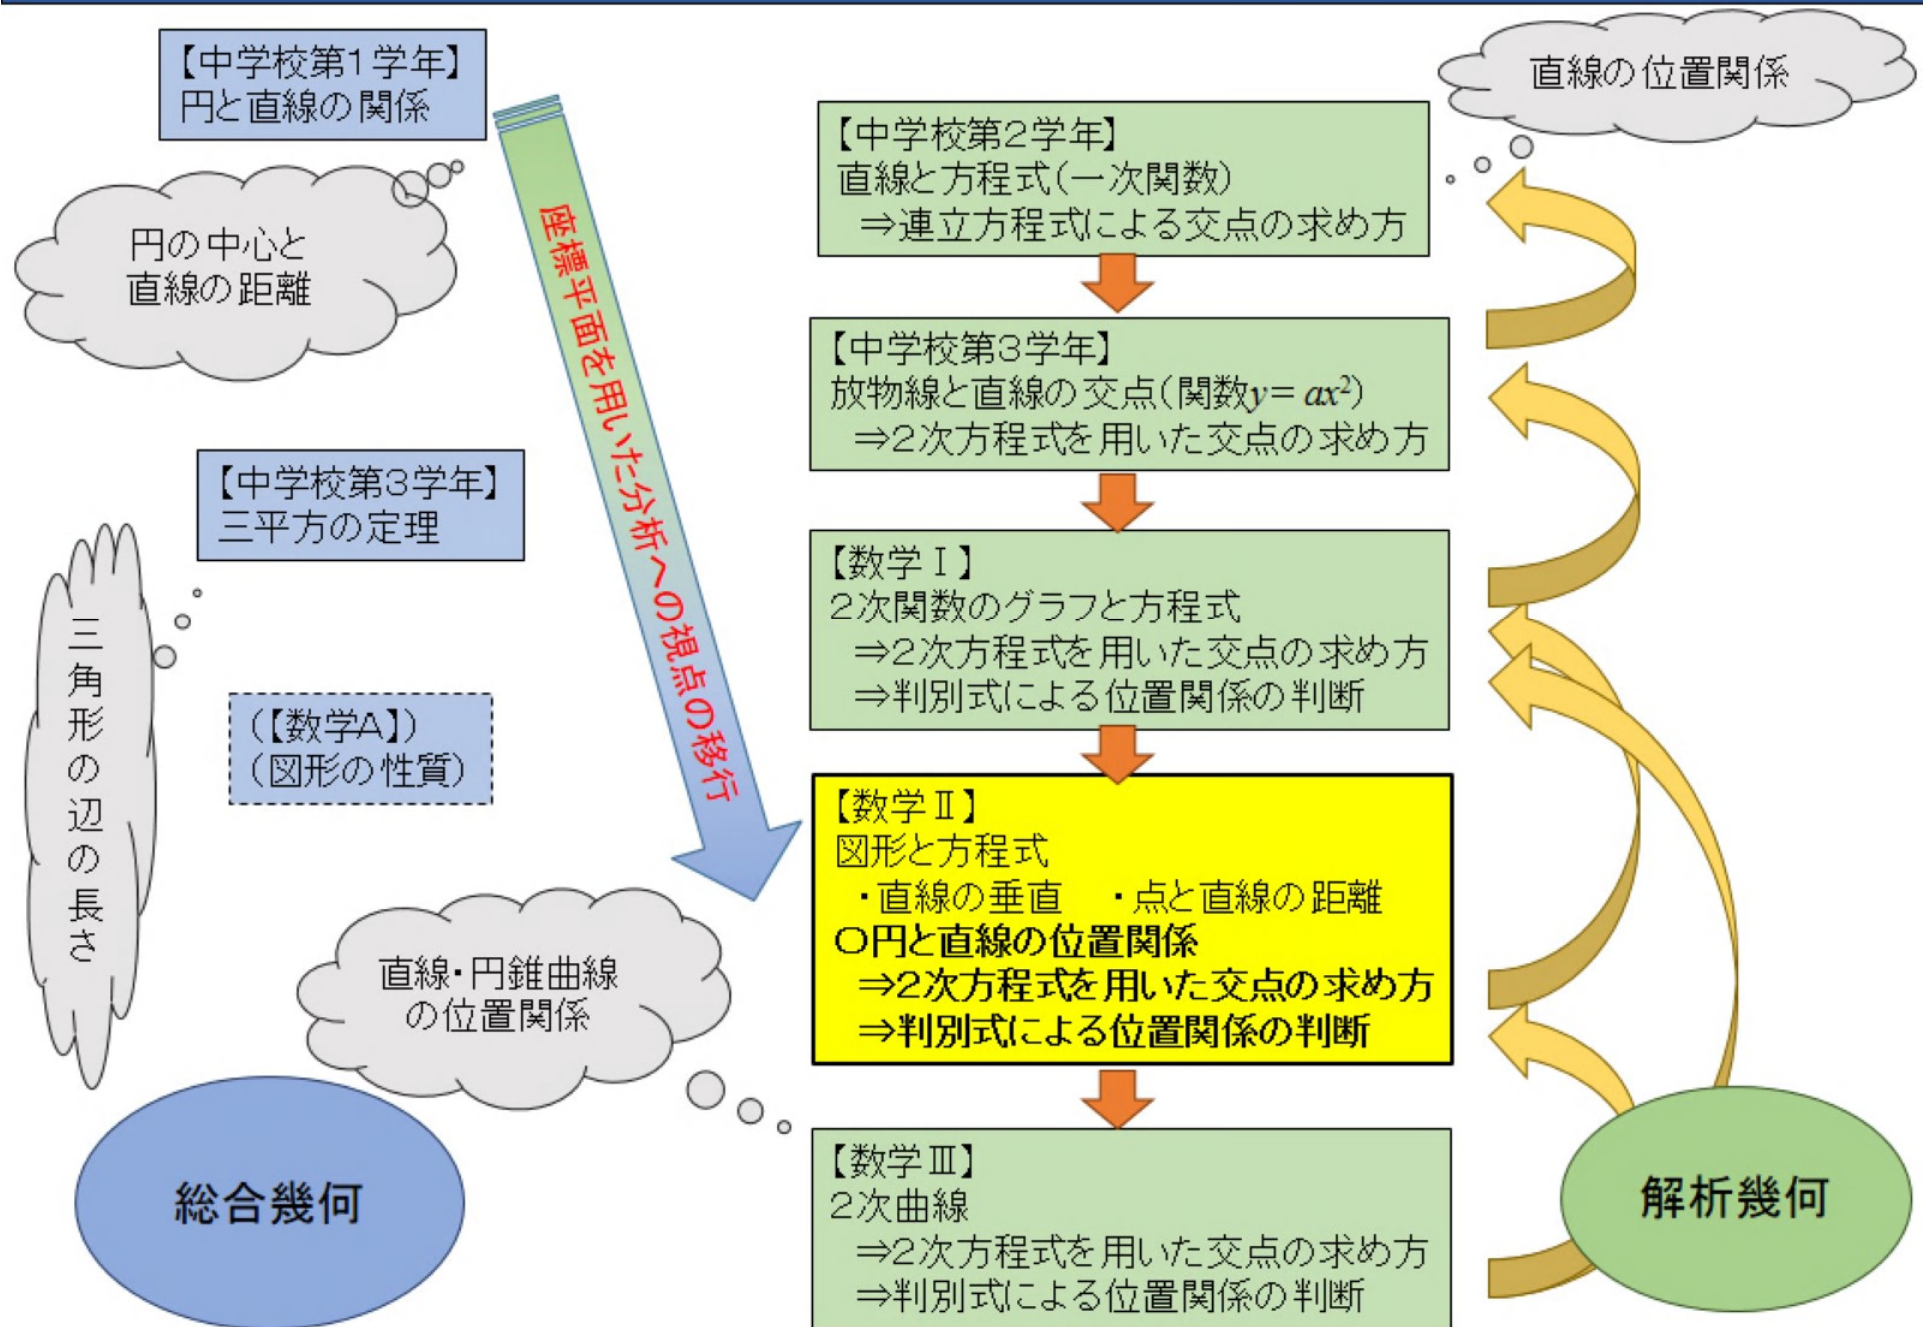 【中学校第1学年】
円と直線の関係
円の中心と
直線の距離
【中学校第3学年】
三平方の定理
三角形の辺の長さ
(【数学A】)
(図形の性質)
直線・円錐曲線
の位置関係
総合幾何
座標平面を用いた分析への視点の移行
直線の位置関係
【中学校第2学年】
直線と方程式(一次関数)
⇒連立方程式による交点の求め方
【中学校第3学年】
放物線と直線の交点(関数y= ax²)
⇒2次方程式を用いた交点の求め方
【数学Ⅰ】
2次関数のグラフと方程式
⇒2次方程式を用いた交点の求め方
⇒判別式による位置関係の判断
【数学Ⅱ】
図形と方程式
・直線の垂直 ・点と直線の距離
○円と直線の位置関係
⇒2次方程式を用いた交点の求め方
⇒判別式による位置関係の判断
【数学Ⅲ】
2次曲線
⇒2次方程式を用いた交点の求め方
⇒判別式による位置関係の判断
解析幾何